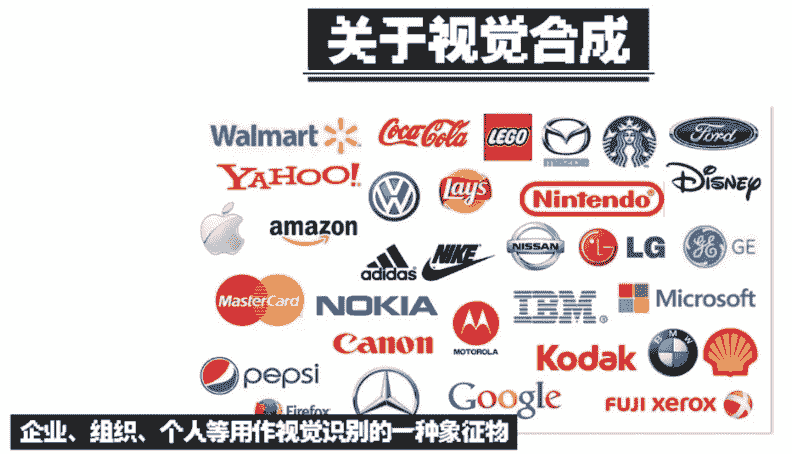 关于视觉合成
Walmart
Coca-Cola
LEGO
mazda
Ford
YAHOO!
Lay's
Nintendo®
DISNEY
amazon
adidas
NIKE
NISSAN
LG
GE
MasterCard
NOKIA
MOTOROLA
IBM®
Microsoft
Canon
Kodak
BMW
pepsi
Firefox
Google
FUJI xerox
企业、组织、个人等用作视觉识别的一种象征物